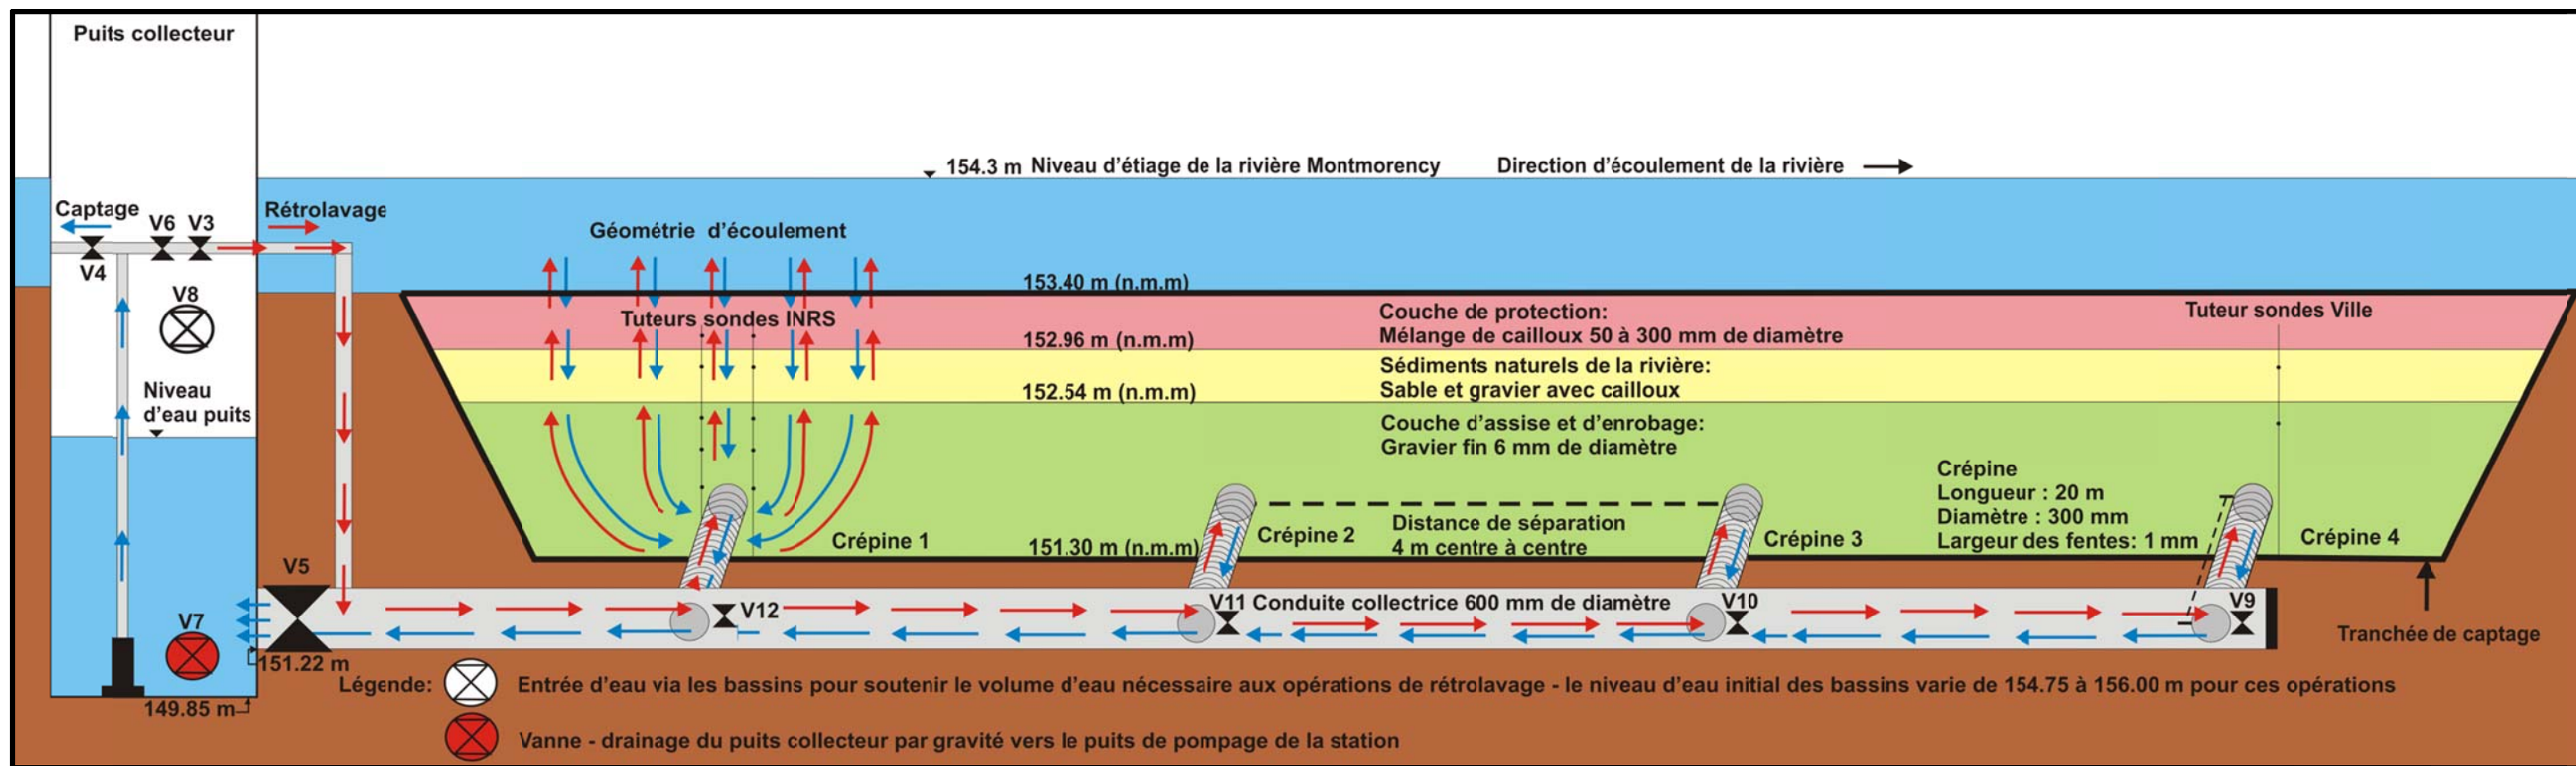 Puits collecteur
154.3 m Niveau d'étiage de la rivière Montmorency
Direction d'écoulement de la rivière
Captage
V6 V3
Rétrolavage
V4
Géométrie d'écoulement
V8
153.40 m (n.m.m)
Tuteurs sondes INRS
Couche de protection:
Mélange de cailloux 50 à 300 mm de diamètre
Tuteur sondes Ville
152.96 m (n.m.m)
Sédiments naturels de la rivière:
Sable et gravier avec cailloux
152.54 m (n.m.m)
Niveau
d'eau puits
Couche d'assise et d'enrobage:
Gravier fin 6 mm de diamètre
Crépine
Longueur : 20 m
Diamètre : 300 mm
Largeur des fentes: 1 mm
Crépine 1
151.30 m (n.m.m)
Crépine 2
Distance de séparation
4 m centre à centre
Crépine 3
Crépine 4
V5
V12
V11 Conduite collectrice 600 mm de diamètre
V10
V9
V7
Tranchée de captage
151.22 m
149.85 m
Légende:
Entrée d'eau via les bassins pour soutenir le volume d'eau nécessaire aux opérations de rétrolavage - le niveau d'eau initial des bassins varie de 154.75 à 156.00 m pour ces opérations
Vanne - drainage du puits collecteur par gravité vers le puits de pompage de la station